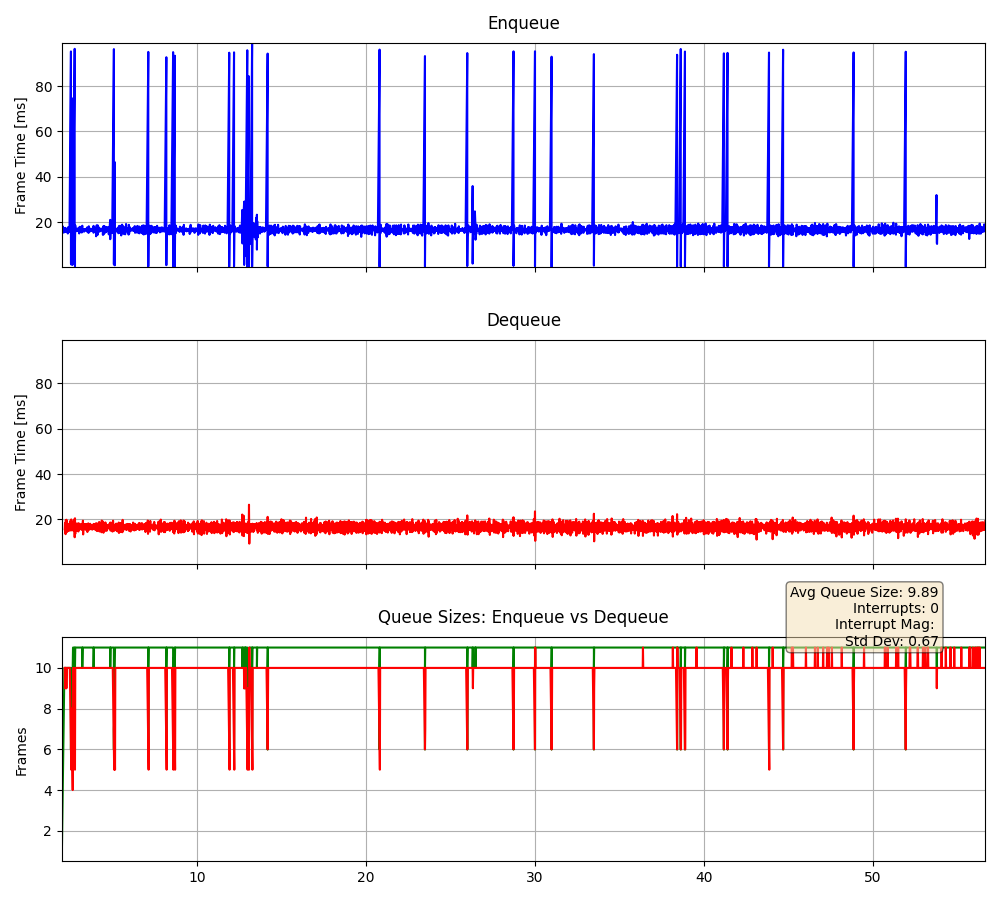 Enqueue
Frame Time [ms]
80
60
40
20
Dequeue
Frame Time [ms]
80
60
40
20
Avg Queue Size: 9.89
Interrupts: 0
Interrupt Mag:
Std Dev: 0.67
Queue Sizes: Enqueue vs Dequeue
Frames
10
8
6
4
2
10 20 30 40 50